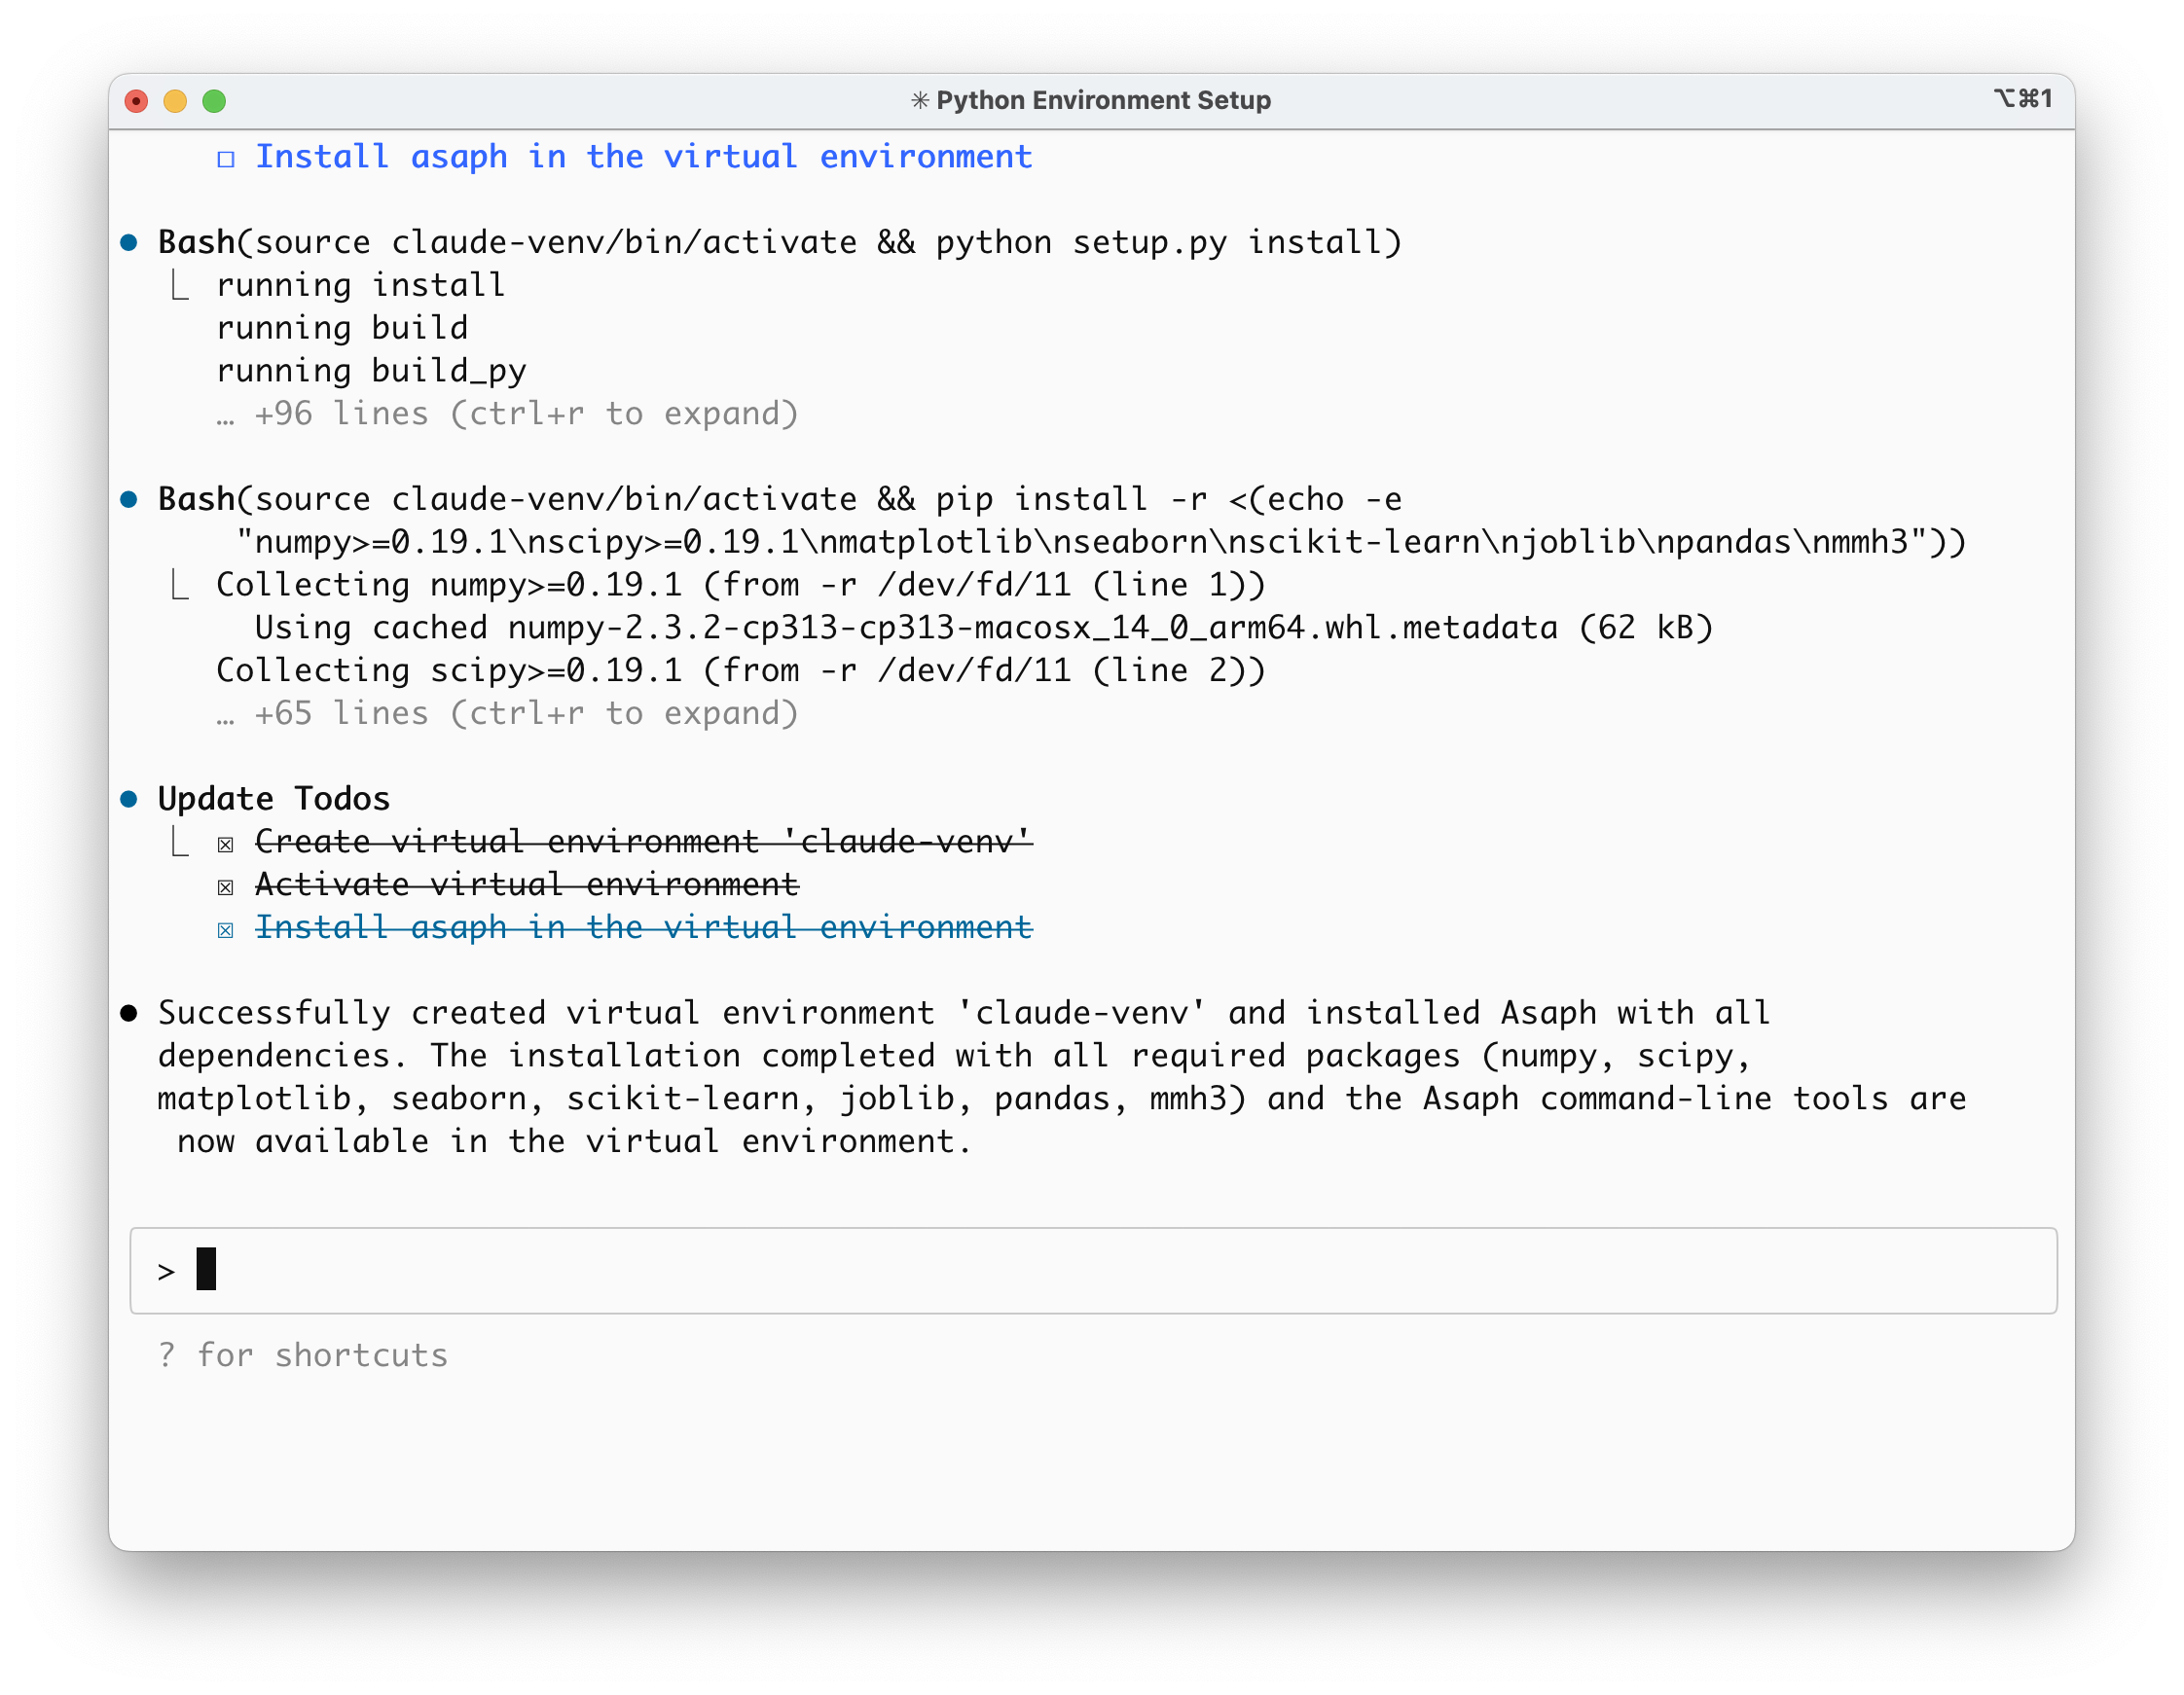 ✳ Python Environment Setup
⌥⌘1
☐ Install asaph in the virtual environment
● Bash(source claude-venv/bin/activate && python setup.py install)
⎿ running install
running build
running build_py
… +96 lines (ctrl+r to expand)
● Bash(source claude-venv/bin/activate && pip install -r <(echo -e
"numpy>=0.19.1\nscipy>=0.19.1\nmatplotlib\nseaborn\nscikit-learn\njoblib\npandas\nmmh3"))
⎿ Collecting numpy>=0.19.1 (from -r /dev/fd/11 (line 1))
Using cached numpy-2.3.2-cp313-cp313-macosx_14_0_arm64.whl.metadata (62 kB)
Collecting scipy>=0.19.1 (from -r /dev/fd/11 (line 2))
… +65 lines (ctrl+r to expand)
● Update Todos
⎿ ☒ Create virtual environment 'claude-venv'
☒ Activate virtual environment
☒ Install asaph in the virtual environment
● Successfully created virtual environment 'claude-venv' and installed Asaph with all
dependencies. The installation completed with all required packages (numpy, scipy,
matplotlib, seaborn, scikit-learn, joblib, pandas, mmh3) and the Asaph command-line tools are
now available in the virtual environment.
>
? for shortcuts